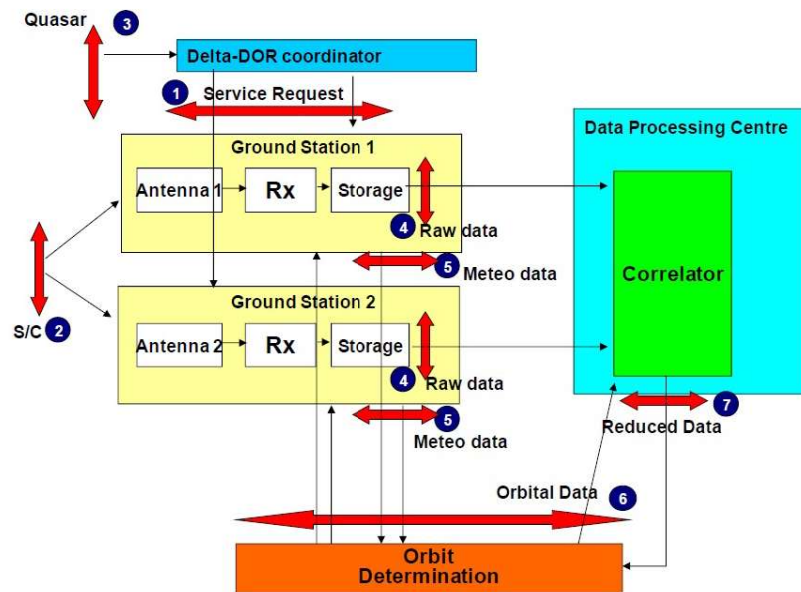 Quasar
3
Delta-DOR coordinator
1
Service Request
Ground Station 1
Antenna 1
Rx
Storage
4
Raw data
5
Meteo data
Data Processing Centre
Correlator
S/C
2
Ground Station 2
Antenna 2
Rx
Storage
4
Raw data
5
Meteo data
7
Reduced Data
Orbital Data
6
Orbit
Determination